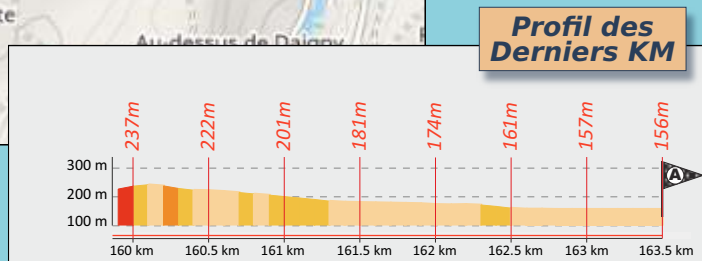 te
Au-dessus de Daigny
Profil des
Derniers KM
237m
222m
201m
181m
174m
161m
157m
156m
300 m
200 m
100 m
A
160 km
160.5 km
161 km
161.5 km
162 km
162.5 km
163 km
163.5 km